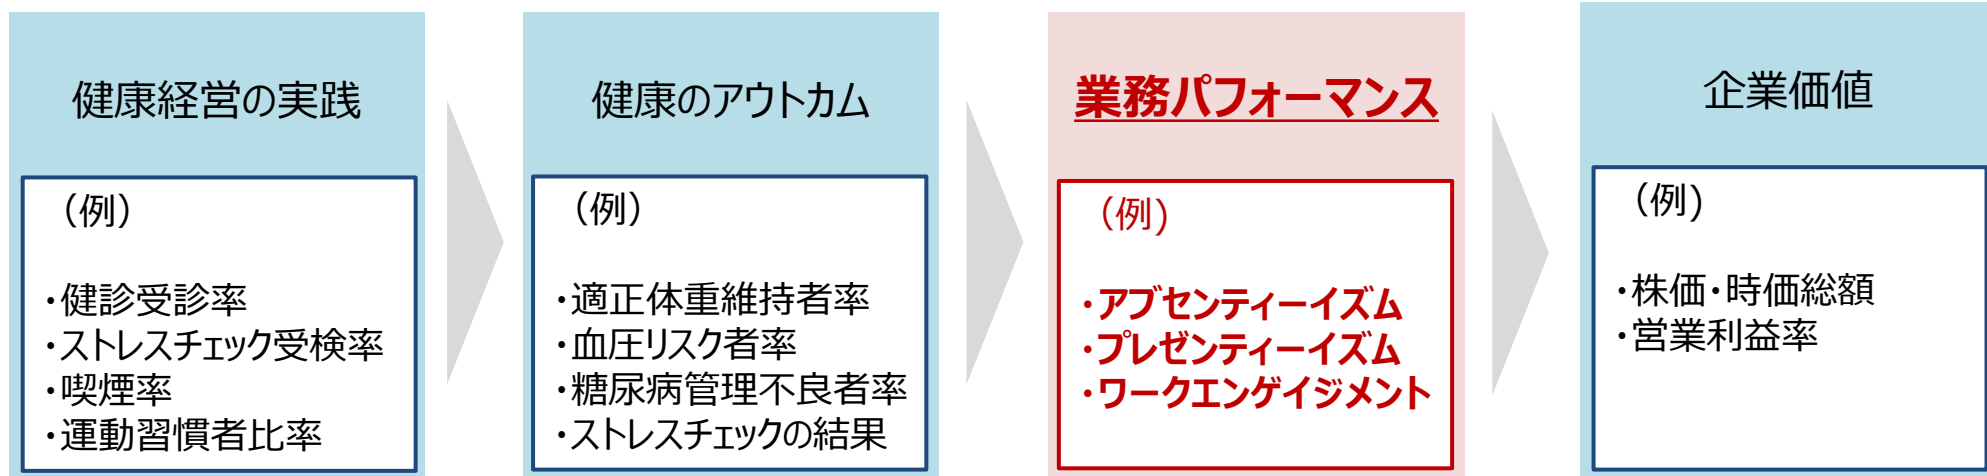 健康経営の実践
（例）
・健診受診率
・ストレスチェック受検率
・喫煙率
・運動習慣者比率
健康のアウトカム
（例）
・適正体重維持者率
・血圧リスク者率
・糖尿病管理不良者率
・ストレスチェックの結果
業務パフォーマンス
（例)
・アブセンティーイズム
・プレゼンティーイズム
・ワークエンゲイジメント
企業価値
（例)
・株価・時価総額
・営業利益率